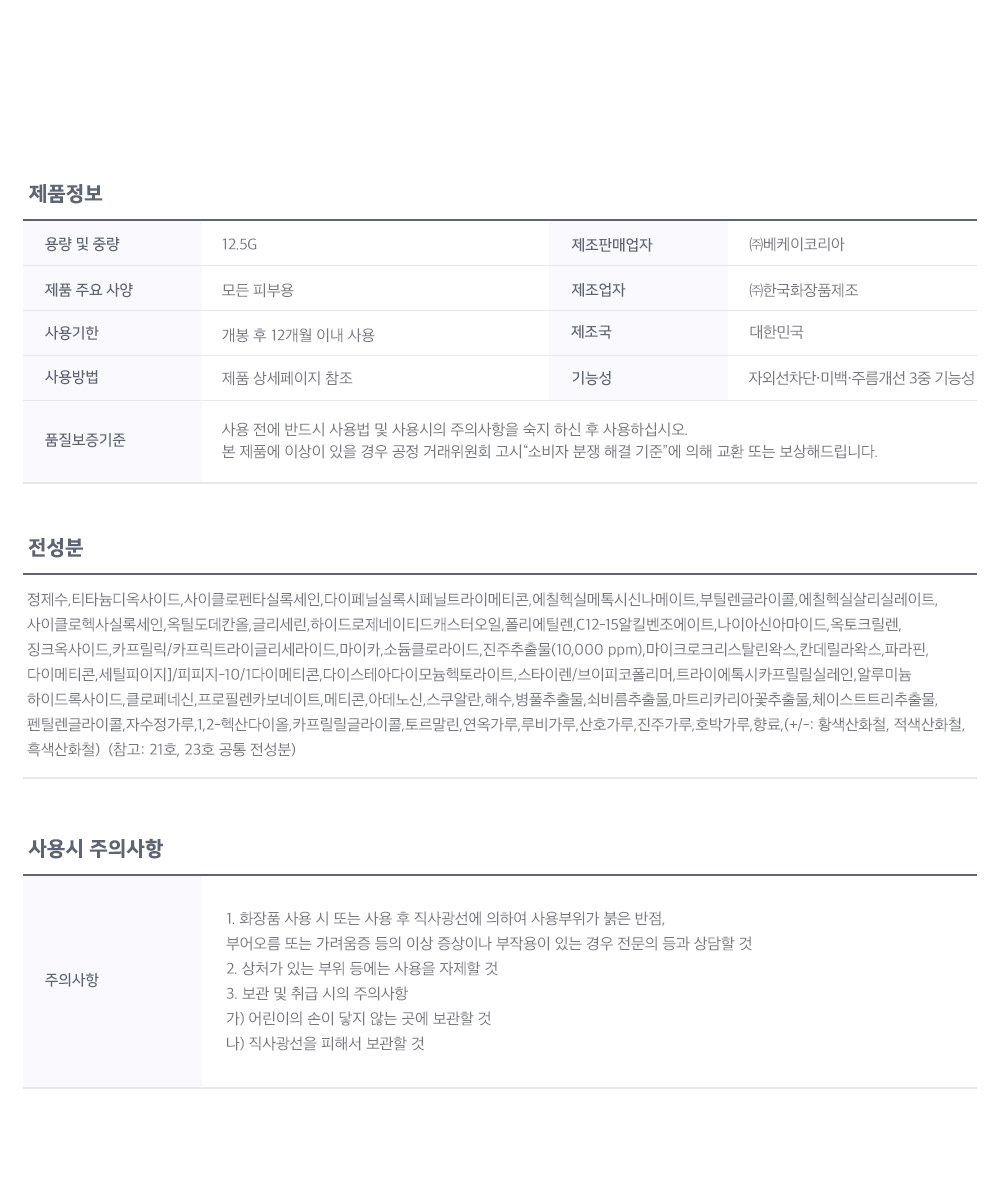 제품정보
용량 및 중량 12.5G 제조판매업자 ㈜베케이코리아
제품 주요 사양 모든 피부용 제조업자 ㈜한국화장품제조
사용기한 개봉 후 12개월 이내 사용 제조국 대한민국
사용방법 제품 상세페이지 참조 기능성 자외선차단·미백·주름개선 3중 기능성
품질보증기준
사용 전에 반드시 사용법 및 사용시의 주의사항을 숙지 하신 후 사용하십시오.
본 제품에 이상이 있을 경우 공정 거래위원회 고시“소비자 분쟁 해결 기준”에 의해 교환 또는 보상해드립니다.
전성분
정제수,티타늄디옥사이드,사이클로펜타실록세인,다이페닐실록시페닐트라이메티콘,에칠헥실메톡시신나메이트,부틸렌글라이콜,에칠헥실살리실레이트,
사이클로헥사실록세인,옥틸도데칸올,글리세린,하이드로제네이티드캐스터오일,폴리에틸렌,C12-15알킬벤조에이트,나이아신아마이드,옥토크릴렌,
징크옥사이드,카프릴릭/카프릭트라이글리세라이드,마이카,소듐클로라이드,진주추출물(10,000 ppm),마이크로크리스탈린왁스,칸데릴라왁스,파라핀,
다이메티콘,세틸피이지]/피피지-10/1다이메티콘,다이스테아다이모늄헥토라이트,스타이렌/브이피코폴리머,트라이에톡시카프릴릴실레인,알루미늄
하이드록사이드,클로페네신,프로필렌카보네이트,메티콘,아데노신,스쿠알란,해수,병풀추출물,쇠비름추출물,마트리카리아꽃추출물,체이스트트리추출물,
펜틸렌글라이콜,자수정가루,1,2-헥산다이올,카프릴릴글라이콜,토르말린,연옥가루,루비가루,산호가루,진주가루,호박가루,향료,(+/-: 황색산화철, 적색산화철,
흑색산화철) (참고: 21호, 23호 공통 전성분)
사용시 주의사항
주의사항
1. 화장품 사용 시 또는 사용 후 직사광선에 의하여 사용부위가 붉은 반점,
부어오름 또는 가려움증 등의 이상 증상이나 부작용이 있는 경우 전문의 등과 상담할 것
2. 상처가 있는 부위 등에는 사용을 자제할 것
3. 보관 및 취급 시의 주의사항
가) 어린이의 손이 닿지 않는 곳에 보관할 것
나) 직사광선을 피해서 보관할 것